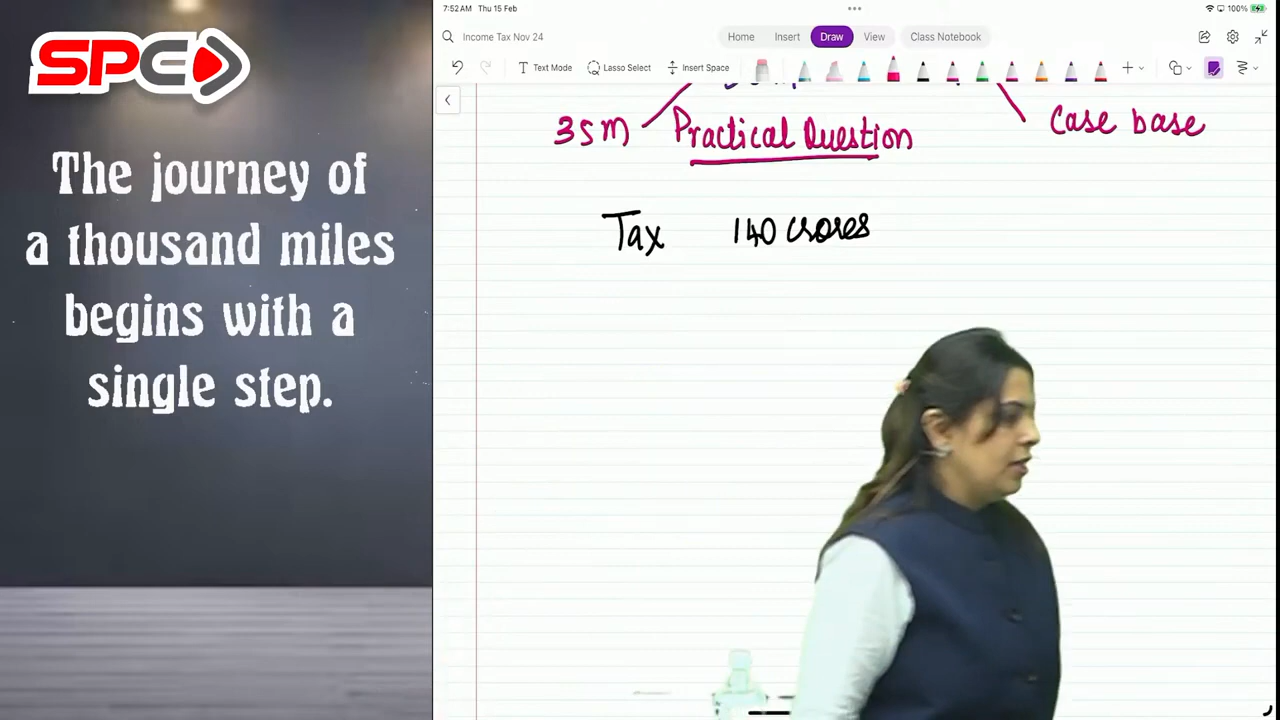 SPC
The journey of
a thousand miles
begins with a
single step.
7:52 AM Thu 15 Feb
100%
Income Tax Nov 24
Home Insert Draw View Class Notebook
Text Mode Lasso Select Insert Space
35M Practical Question Case base
Tax 140 crores